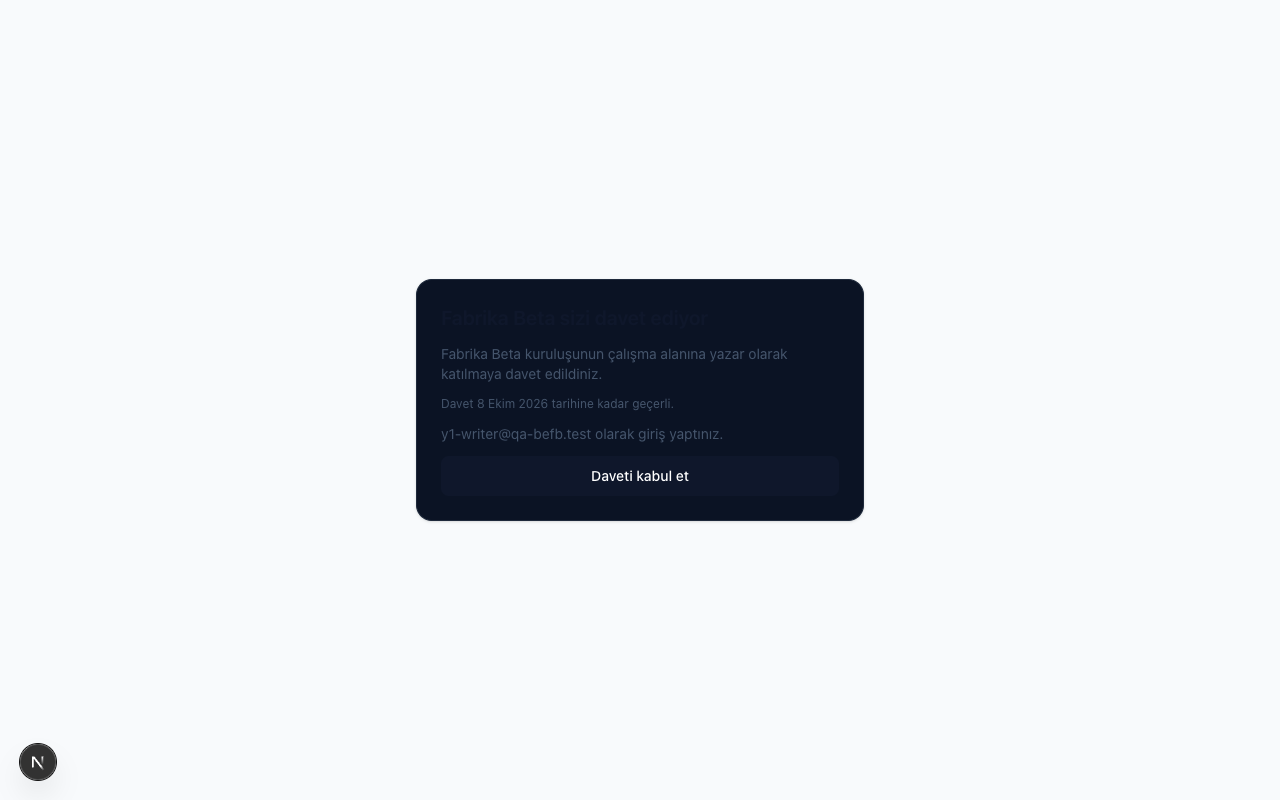 Fabrika Beta sizi davet ediyor
Fabrika Beta kuruluşunun çalışma alanına yazar olarak
katılmaya davet edildiniz.
Davet 8 Ekim 2026 tarihine kadar geçerli.
y1-writer@qa-befb.test olarak giriş yaptınız.
Daveti kabul et
N